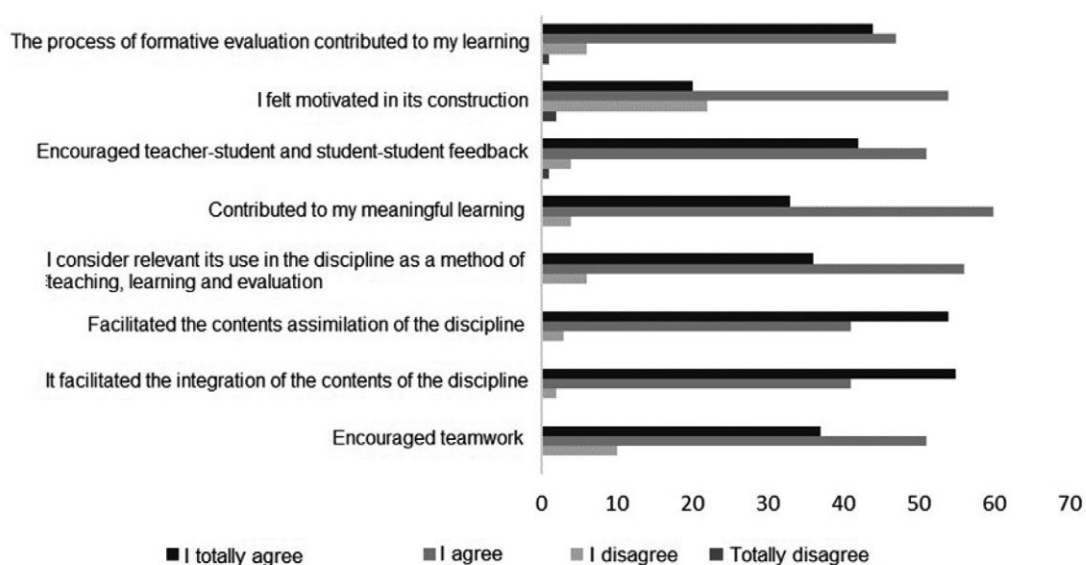 The process of formative evaluation contributed to my learning
I felt motivated in its construction
Encouraged teacher-student and student-student feedback
Contributed to my meaningful learning
I consider relevant its use in the discipline as a method of
teaching, learning and evaluation
Facilitated the contents assimilation of the discipline
It facilitated the integration of the contents of the discipline
Encouraged teamwork
0 10 20 30 40 50 60 70
I totally agree I agree I disagree Totally disagree